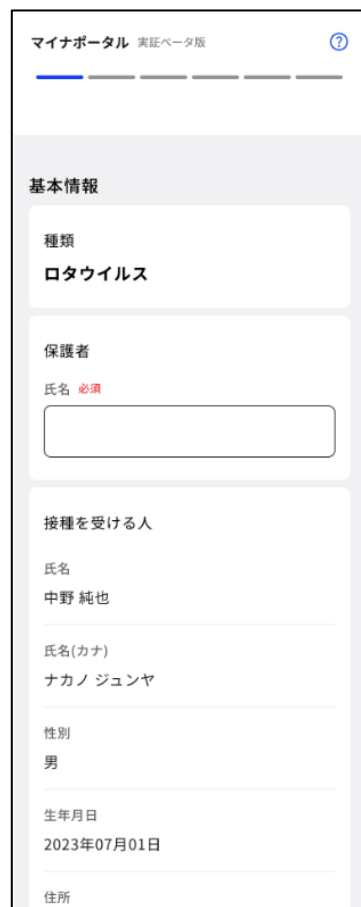 マイナポータル 実証ベータ版 ?
基本情報
種類
ロタウイルス
保護者
氏名 必須
接種を受ける人
氏名
中野 純也
氏名(カナ)
ナカノ ジュンヤ
性別
男
生年月日
2023年07月01日
住所